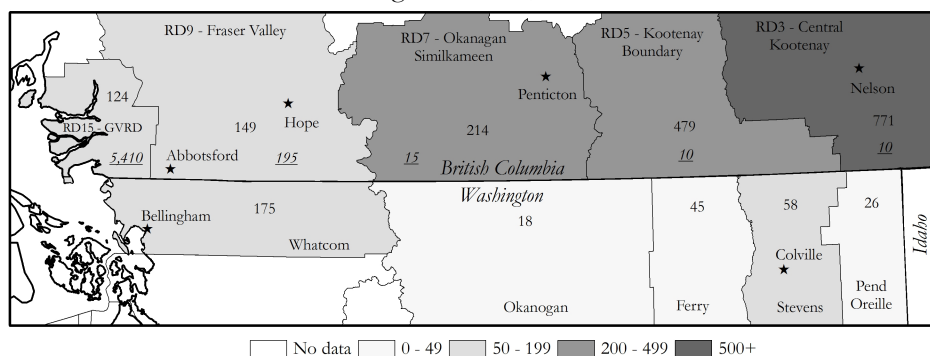 RD9 - Fraser Valley
RD7 - Okanagan
Similkameen
RD5 - Kootenay
Boundary
RD3 - Central
Kootenay
124
RD15 - GVRD
5,410
149
Hope
Abbotsford
195
Penticton
214
15
479
10
Nelson
771
10
British Columbia
Washington
Bellingham
175
Whatcom
18
Okanogan
45
Ferry
58
Colville
Stevens
26
Pend
Oreille
Idaho
No data
0 - 49
50 - 199
200 - 499
500+